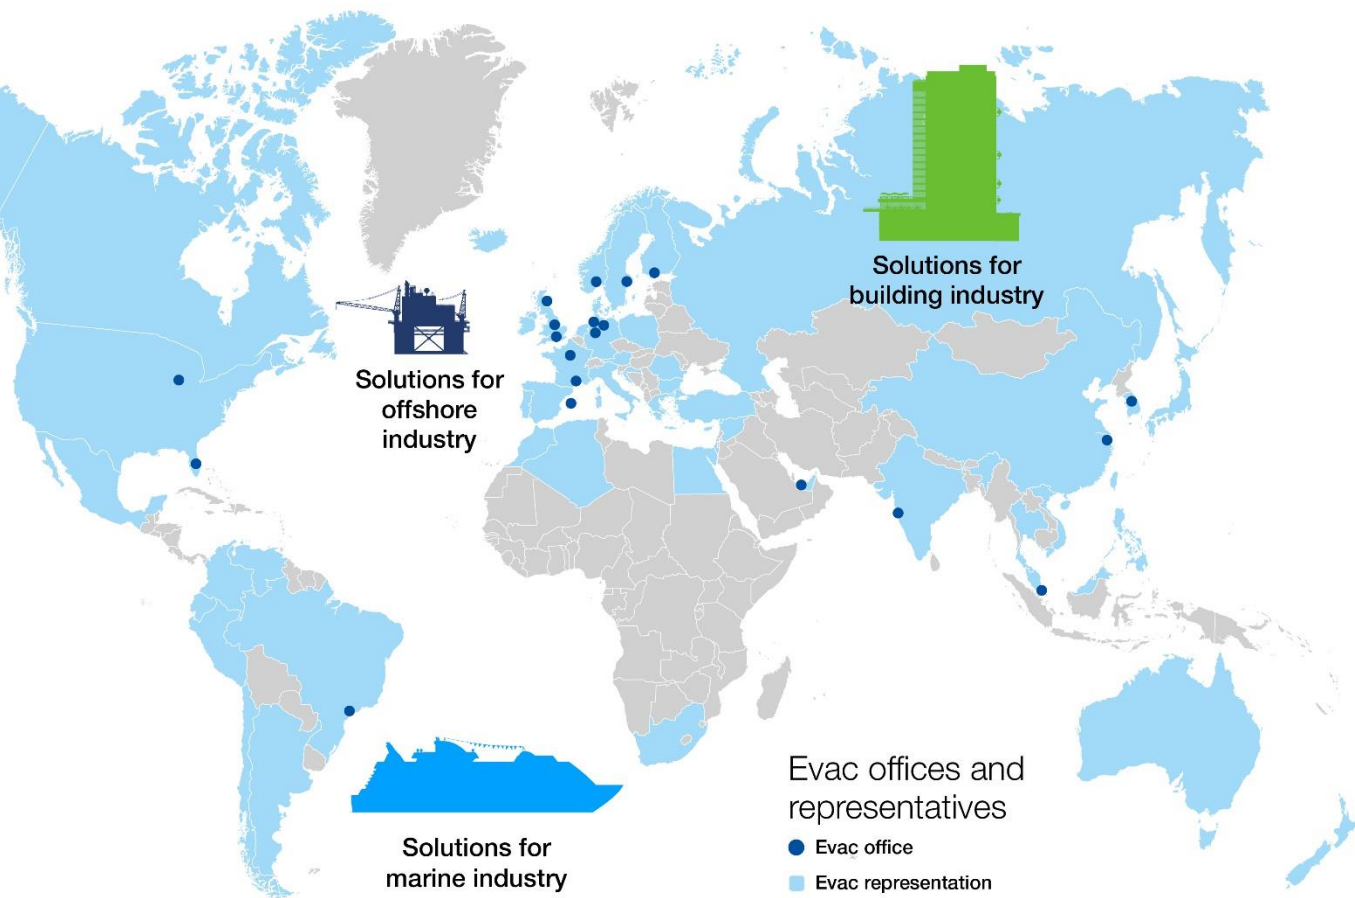 Solutions for
building industry
Solutions for
offshore
industry
Solutions for
marine industry
Evac offices and
representatives
Evac office
Evac representation